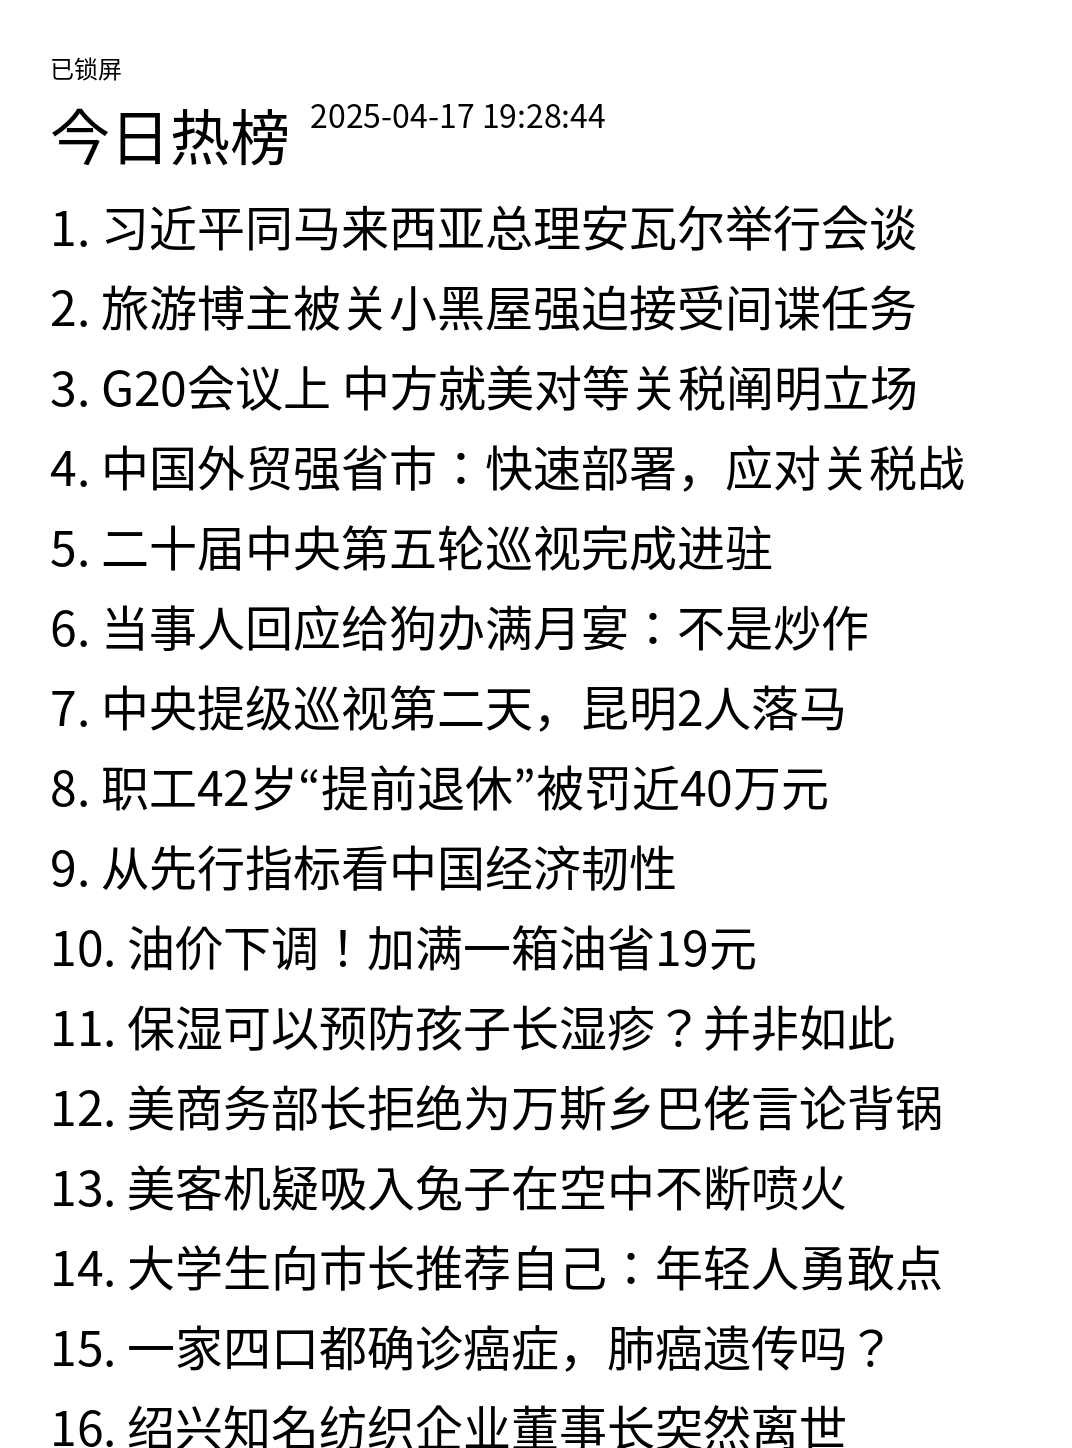 已锁屏
今日热榜 2025-04-17 19:28:44
1. 习近平同马来西亚总理安瓦尔举行会谈
2. 旅游博主被关小黑屋强迫接受间谍任务
3. G20会议上 中方就美对等关税阐明立场
4. 中国外贸强省市：快速部署，应对关税战
5. 二十届中央第五轮巡视完成进驻
6. 当事人回应给狗办满月宴：不是炒作
7. 中央提级巡视第二天，昆明2人落马
8. 职工42岁“提前退休”被罚近40万元
9. 从先行指标看中国经济韧性
10. 油价下调！加满一箱油省19元
11. 保湿可以预防孩子长湿疹？并非如此
12. 美商务部长拒绝为万斯乡巴佬言论背锅
13. 美客机疑吸入兔子在空中不断喷火
14. 大学生向市长推荐自己：年轻人勇敢点
15. 一家四口都确诊癌症，肺癌遗传吗？
16. 绍兴知名纺织企业董事长突然离世